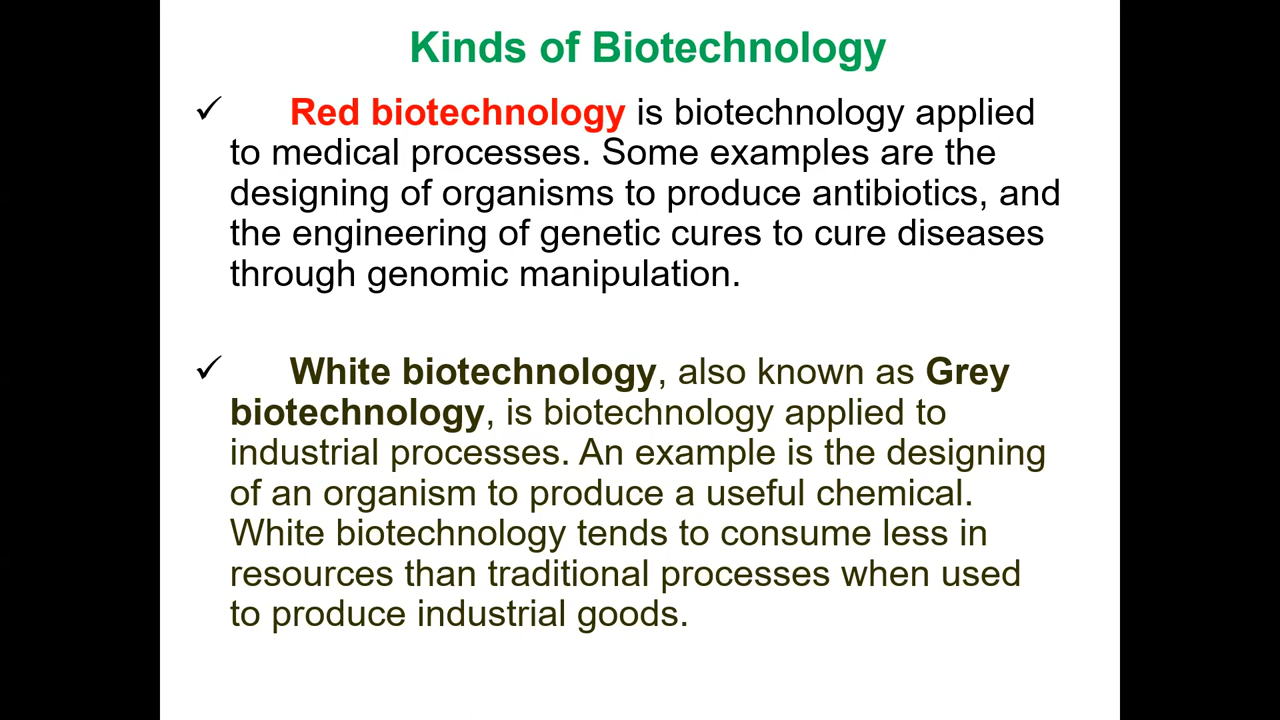 Kinds of Biotechnology
✓ Red biotechnology is biotechnology applied
to medical processes. Some examples are the
designing of organisms to produce antibiotics, and
the engineering of genetic cures to cure diseases
through genomic manipulation.
✓ White biotechnology, also known as Grey
biotechnology, is biotechnology applied to
industrial processes. An example is the designing
of an organism to produce a useful chemical.
White biotechnology tends to consume less in
resources than traditional processes when used
to produce industrial goods.